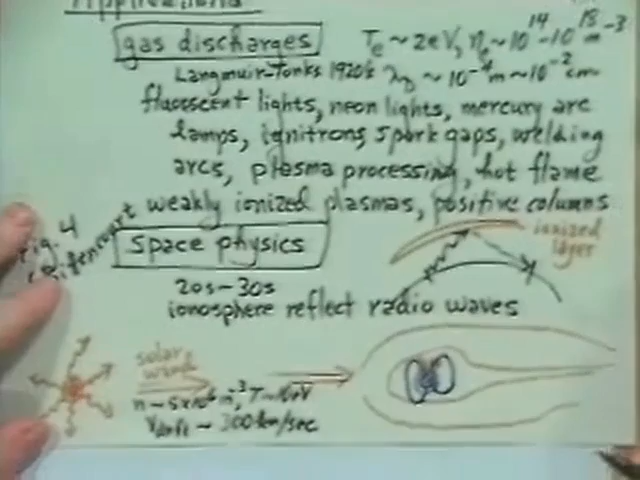 Applications
gas discharges
Te ~ 2eV, ne ~ 10^14 - 10^18 m^-3
Langmuir-Tonks 1920's λD ~ 10^-4 m ~ 10^-2 cm
fluorescent lights, neon lights, mercury arc
lamps, ignitrons, spark gaps, welding
arcs, plasma processing, hot flame
weakly ionized plasmas, positive columns
Fig. 4
Bittencourt
space physics
ionized
layer
20s-30s
ionosphere reflect radio waves
solar
wind
n ~ 5x10^6 m^-3, T ~ 10eV
Vdrift ~ 300 km/sec